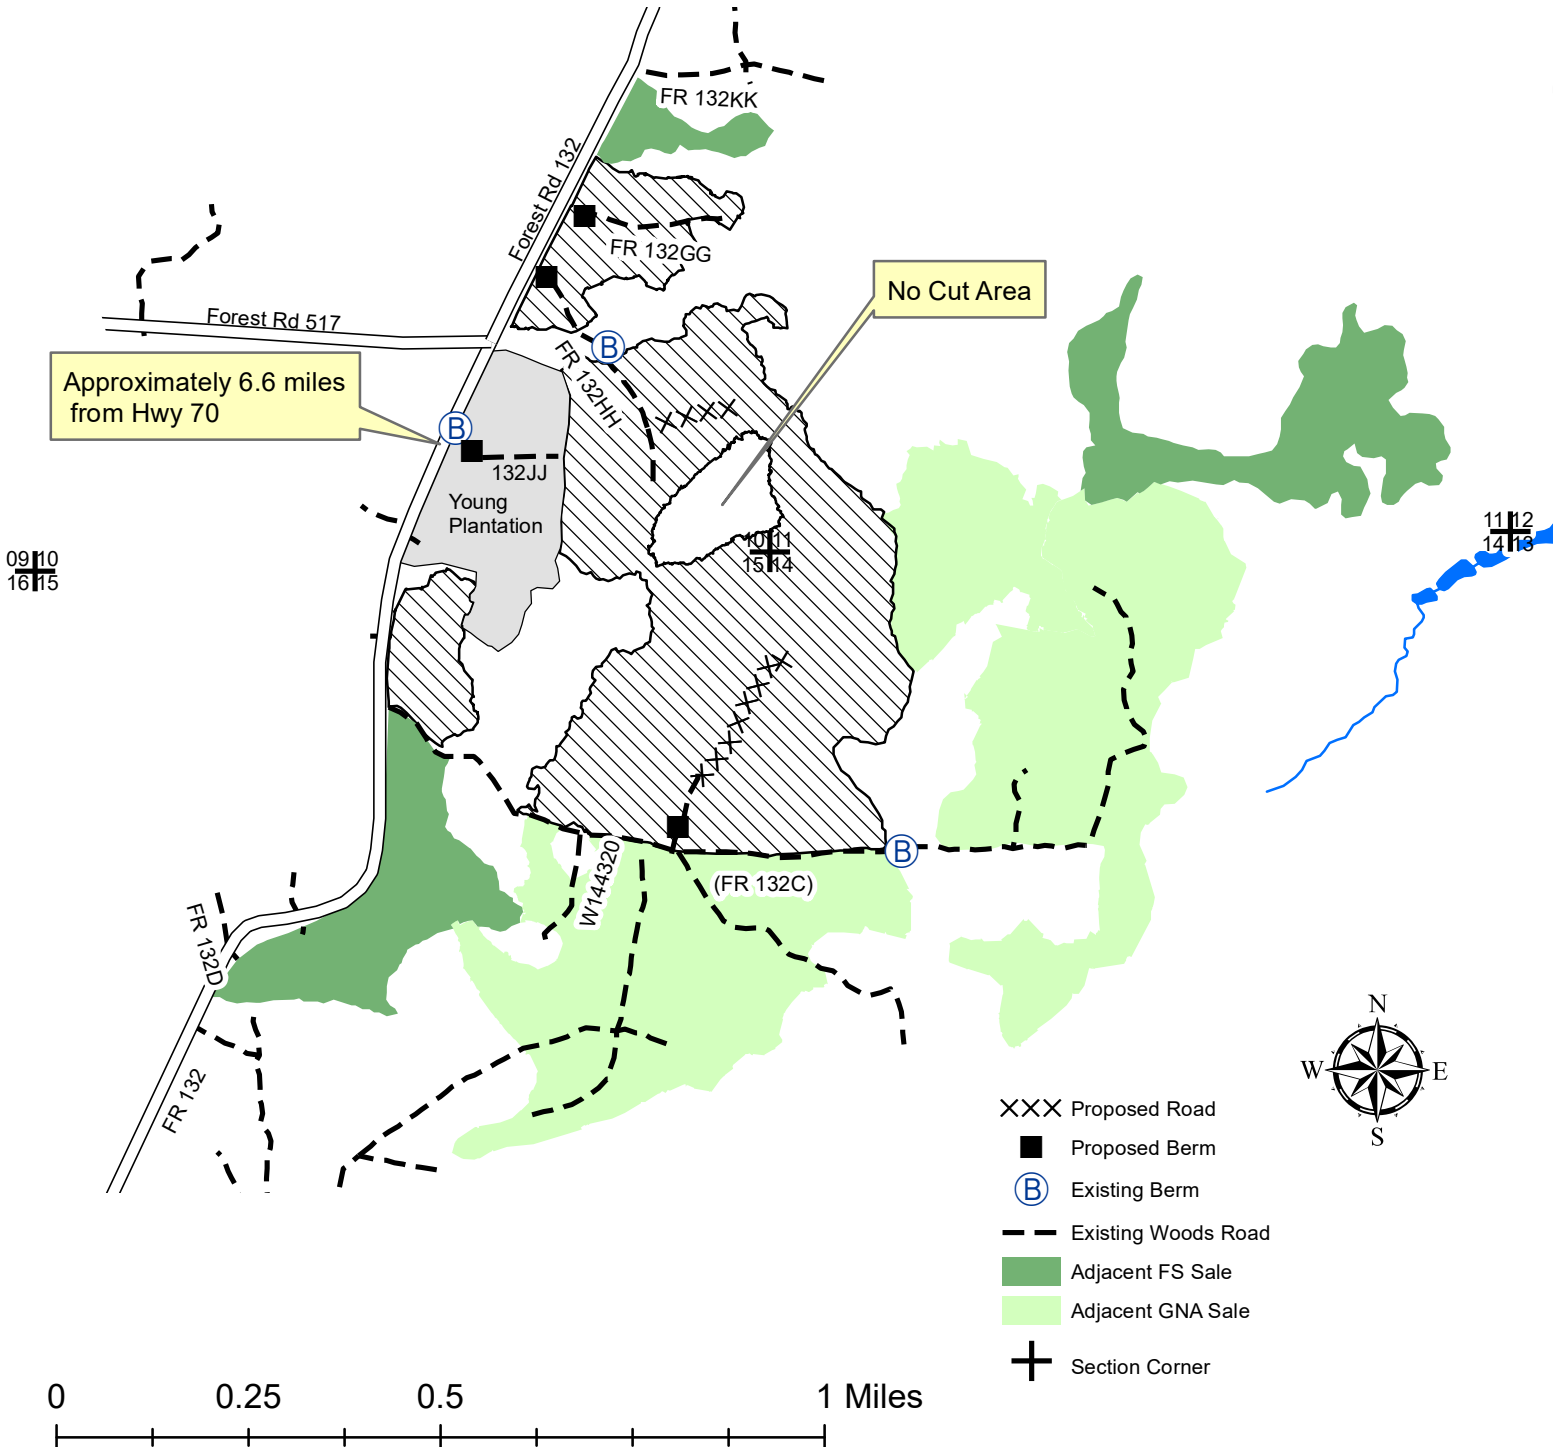 FR 132KK
Forest Rd 132
FR 132GG
No Cut Area
Forest Rd 517
FR 132HH
Approximately 6.6 miles
from Hwy 70
B
B
132JJ
Young
Plantation
11 12
14 13
10 11
15 14
09 10
16 15
B
W144320
(FR 132C)
FR 132D
FR 132
N
W E
S
Proposed Road
Proposed Berm
B Existing Berm
Existing Woods Road
Adjacent FS Sale
Adjacent GNA Sale
Section Corner
0 0.25 0.5 1 Miles